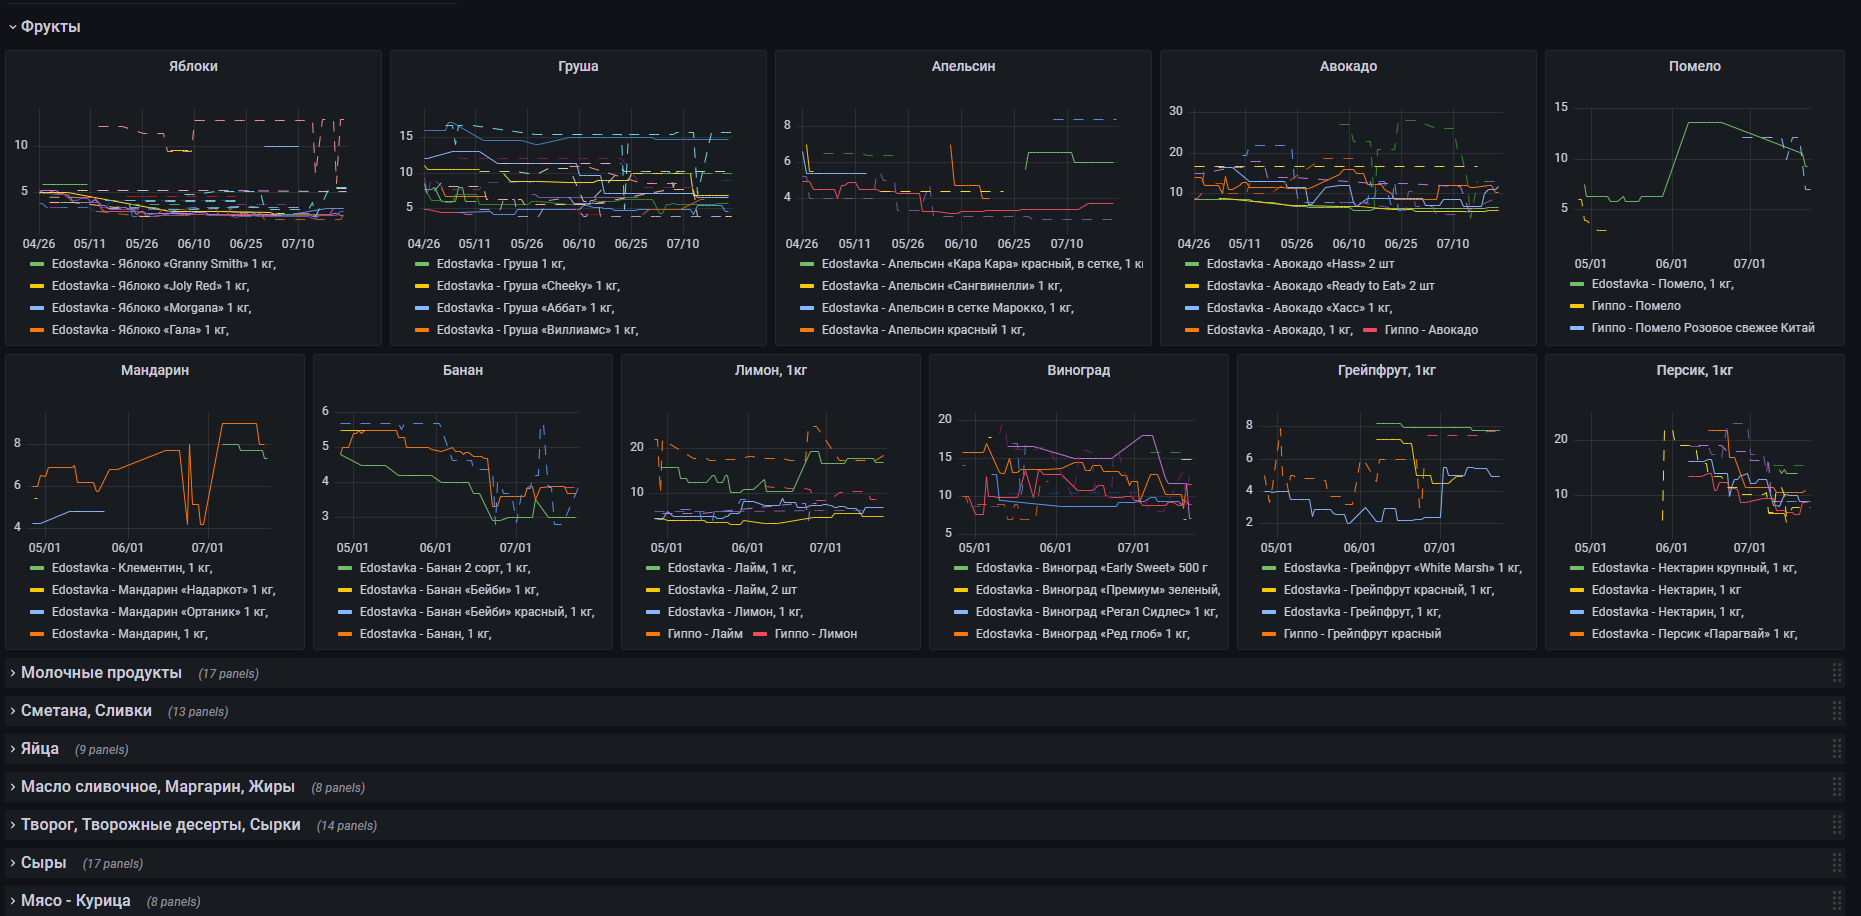 Фрукты
Яблоки
10
5
04/26 05/11 05/26 06/10 06/25 07/10
Edostavka - Яблоко «Granny Smith» 1 кг,
Edostavka - Яблоко «Joly Red» 1 кг,
Edostavka - Яблоко «Morgana» 1 кг,
Edostavka - Яблоко «Гала» 1 кг,
Груша
15
10
5
04/26 05/11 05/26 06/10 06/25 07/10
Edostavka - Груша 1 кг,
Edostavka - Груша «Cheeky» 1 кг,
Edostavka - Груша «Аббат» 1 кг,
Edostavka - Груша «Виллиамс» 1 кг,
Апельсин
8
6
4
04/26 05/11 05/26 06/10 06/25 07/10
Edostavka - Апельсин «Кара Кара» красный, в сетке, 1 кг
Edostavka - Апельсин «Сангвинелли» 1 кг,
Edostavka - Апельсин в сетке Марокко, 1 кг,
Edostavka - Апельсин красный 1 кг,
Авокадо
30
20
10
04/26 05/11 05/26 06/10 06/25 07/10
Edostavka - Авокадо «Hass» 2 шт
Edostavka - Авокадо «Ready to Eat» 2 шт
Edostavka - Авокадо «Хасс» 1 кг,
Edostavka - Авокадо, 1 кг, Гиппо - Авокадо
Помело
15
10
5
05/01 06/01 07/01
Edostavka - Помело, 1 кг,
Гиппо - Помело
Гиппо - Помело Розовое свежее Китай
Мандарин
8
6
4
05/01 06/01 07/01
Edostavka - Клементин, 1 кг,
Edostavka - Мандарин «Надаркот» 1 кг,
Edostavka - Мандарин «Ортаник» 1 кг,
Edostavka - Мандарин, 1 кг,
Банан
6
5
4
3
05/01 06/01 07/01
Edostavka - Банан 2 сорт, 1 кг,
Edostavka - Банан «Бейби» 1 кг,
Edostavka - Банан «Бейби» красный, 1 кг,
Edostavka - Банан, 1 кг,
Лимон, 1кг
20
10
05/01 06/01 07/01
Edostavka - Лайм, 1 кг,
Edostavka - Лайм, 2 шт
Edostavka - Лимон, 1 кг,
Гиппо - Лайм Гиппо - Лимон
Виноград
20
15
10
5
05/01 06/01 07/01
Edostavka - Виноград «Early Sweet» 500 г
Edostavka - Виноград «Премиум» зеленый,
Edostavka - Виноград «Регал Сидлес» 1 кг,
Edostavka - Виноград «Ред глоб» 1 кг,
Грейпфрут, 1кг
8
6
4
2
05/01 06/01 07/01
Edostavka - Грейпфрут «White Marsh» 1 кг,
Edostavka - Грейпфрут красный, 1 кг,
Edostavka - Грейпфрут, 1 кг,
Гиппо - Грейпфрут красный
Персик, 1кг
20
10
05/01 06/01 07/01
Edostavka - Нектарин крупный, 1 кг,
Edostavka - Нектарин, 1 кг
Edostavka - Нектарин, 1 кг,
Edostavka - Персик «Парагвай» 1 кг,
Молочные продукты (17 panels)
Сметана, Сливки (13 panels)
Яйца (9 panels)
Масло сливочное, Маргарин, Жиры (8 panels)
Творог, Творожные десерты, Сырки (14 panels)
Сыры (17 panels)
Мясо - Курица (8 panels)